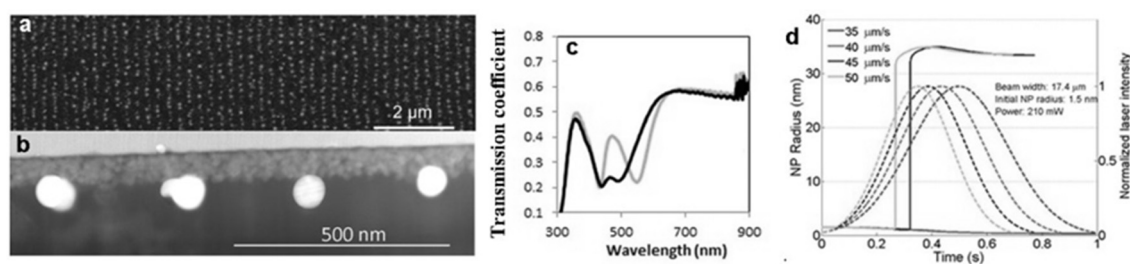 a
2 μm
b
500 nm
c
Transmission coefficient
0.8
0.7
0.6
0.5
0.4
0.3
0.2
0.1
300
500
700
900
Wavelength (nm)
d
NP Radius (nm)
40
30
20
10
0
35 μm/s
40 μm/s
45 μm/s
50 μm/s
Beam width: 17.4 μm
Initial NP radius: 1.5 nm
Power: 210 mW
1
0.5
0
Normalized laser intensity
0
0.2
0.4
0.6
0.8
1
Time (s)